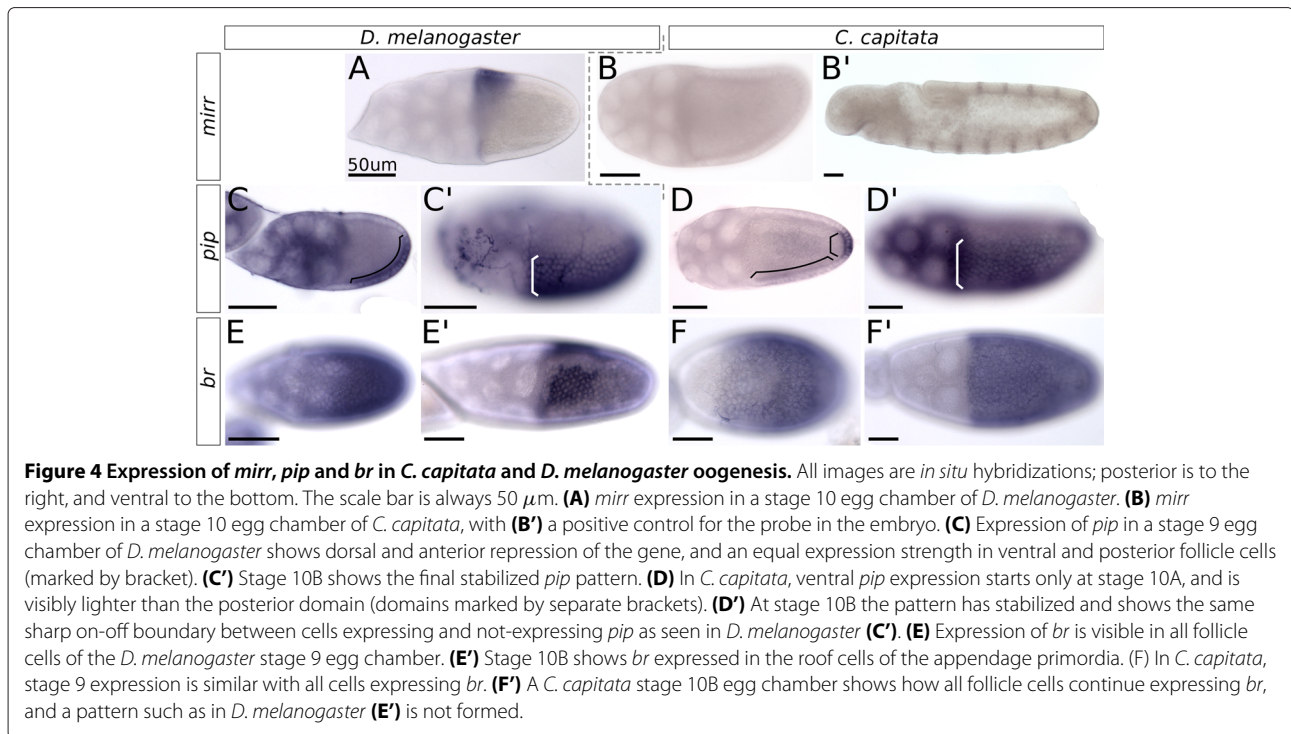 D. melanogaster C. capitata
mirr A B B'
50um
pip C C' D D'
br E E' F F'
Figure 4 Expression of mirr, pip and br in C. capitata and D. melanogaster oogenesis. All images are in situ hybridizations; posterior is to the
right, and ventral to the bottom. The scale bar is always 50 μm. (A) mirr expression in a stage 10 egg chamber of D. melanogaster. (B) mirr
expression in a stage 10 egg chamber of C. capitata, with (B’) a positive control for the probe in the embryo. (C) Expression of pip in a stage 9 egg
chamber of D. melanogaster shows dorsal and anterior repression of the gene, and an equal expression strength in ventral and posterior follicle cells
(marked by bracket). (C’) Stage 10B shows the final stabilized pip pattern. (D) In C. capitata, ventral pip expression starts only at stage 10A, and is
visibly lighter than the posterior domain (domains marked by separate brackets). (D’) At stage 10B the pattern has stabilized and shows the same
sharp on-off boundary between cells expressing and not-expressing pip as seen in D. melanogaster (C’). (E) Expression of br is visible in all follicle
cells of the D. melanogaster stage 9 egg chamber. (E’) Stage 10B shows br expressed in the roof cells of the appendage primordia. (F) In C. capitata,
stage 9 expression is similar with all cells expressing br. (F’) A C. capitata stage 10B egg chamber shows how all follicle cells continue expressing br,
and a pattern such as in D. melanogaster (E’) is not formed.